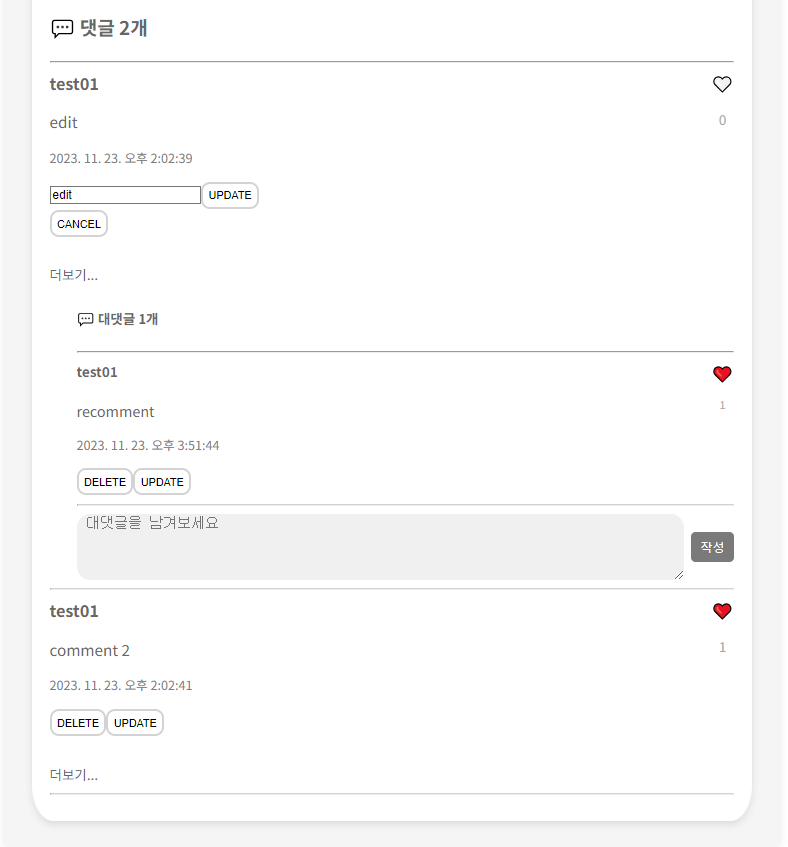 댓글 2개
test01
edit
0
2023. 11. 23. 오후 2:02:39
edit UPDATE
CANCEL
더보기...
대댓글 1개
test01
recomment
1
2023. 11. 23. 오후 3:51:44
DELETE UPDATE
대댓글을 남겨보세요
작성
test01
comment 2
1
2023. 11. 23. 오후 2:02:41
DELETE UPDATE
더보기...